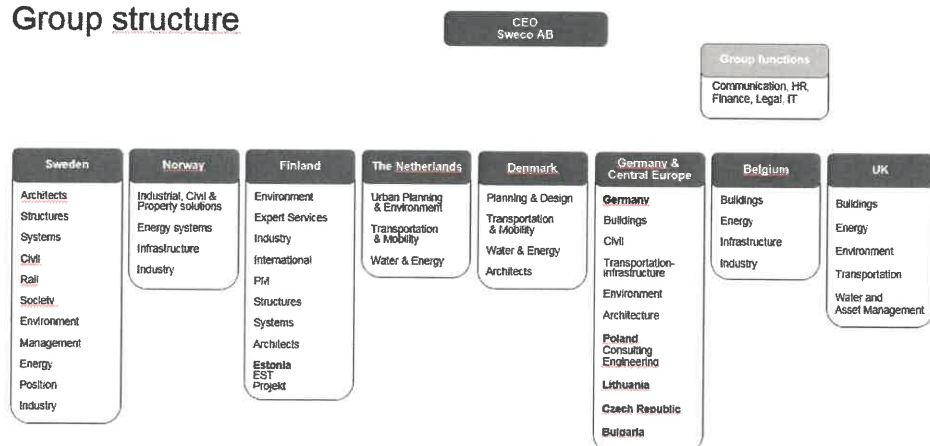 Group structure
CEO
Sweco AB
Group functions
Communication, HR,
Finance, Legal, IT
Sweden
Architects
Structures
Systems
Civil
Rail
Society
Environment
Management
Energy
Position
Industry
Norway
Industrial, Civil &
Property solutions
Energy systems
Infrastructure
Industry
Finland
Environment
Expert Services
Industry
International
PM
Structures
Systems
Architects
Estonia
EST
Projekt
The Netherlands
Urban Planning
& Environment
Transportation
& Mobility
Water & Energy
Denmark
Planning & Design
Transportation
& Mobility
Water & Energy
Architects
Germany &
Central Europe
Germany
Buildings
Civil
Transportation-
infrastructure
Environment
Architecture
Poland
Consulting
Engineering
Lithuania
Czech Republic
Bulgaria
Belgium
Buildings
Energy
Infrastructure
Industry
UK
Buildings
Energy
Environment
Transportation
Water and
Asset Management